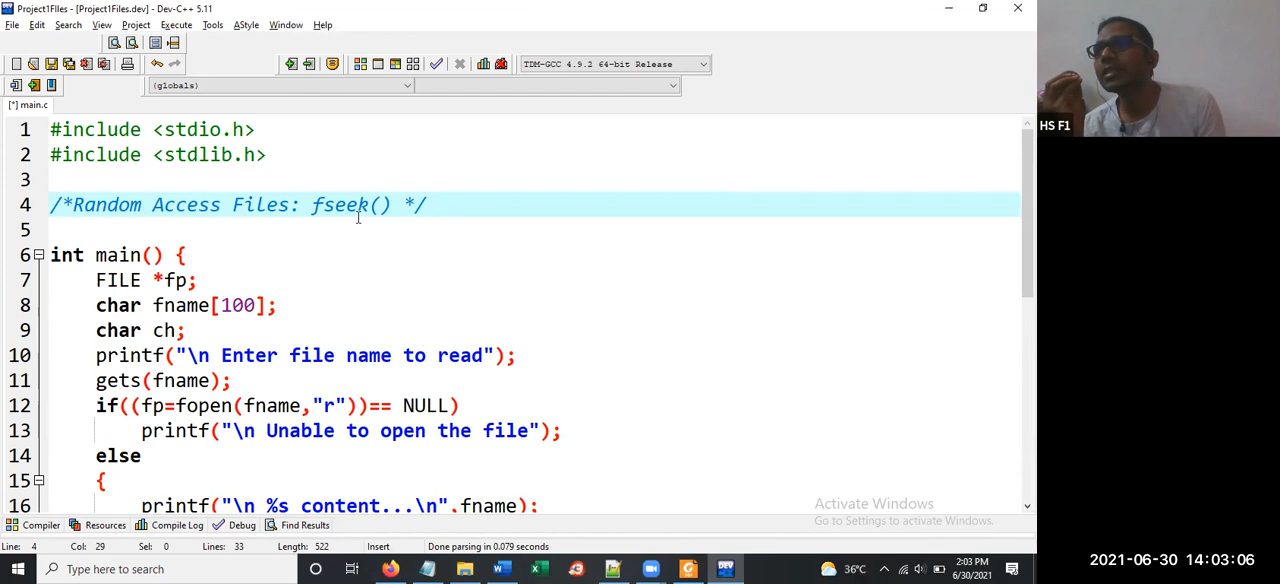 Project1FIles - [Project1Files.dev] - Dev-C++ 5.11
File Edit Search View Project Execute Tools AStyle Window Help
TDM-GCC 4.9.2 64-bit Release
(globals)
[*] main.c
1 #include <stdio.h>
2 #include <stdlib.h>
3
4 /*Random Access Files: fseek() */
5
6 int main() {
7 FILE *fp;
8 char fname[100];
9 char ch;
10 printf("\n Enter file name to read");
11 gets(fname);
12 if((fp=fopen(fname,"r"))== NULL)
13 printf("\n Unable to open the file");
14 else
15 {
16 printf("\n %s content...\n",fname);
Activate Windows
Go to Settings to activate Windows.
Compiler Resources Compile Log Debug Find Results
Line: 4 Col: 29 Sel: 0 Lines: 33 Length: 522 Insert Done parsing in 0.079 seconds
Type here to search
DEV
36°C
2:03 PM
6/30/2021
HS F1
2021-06-30 14:03:06